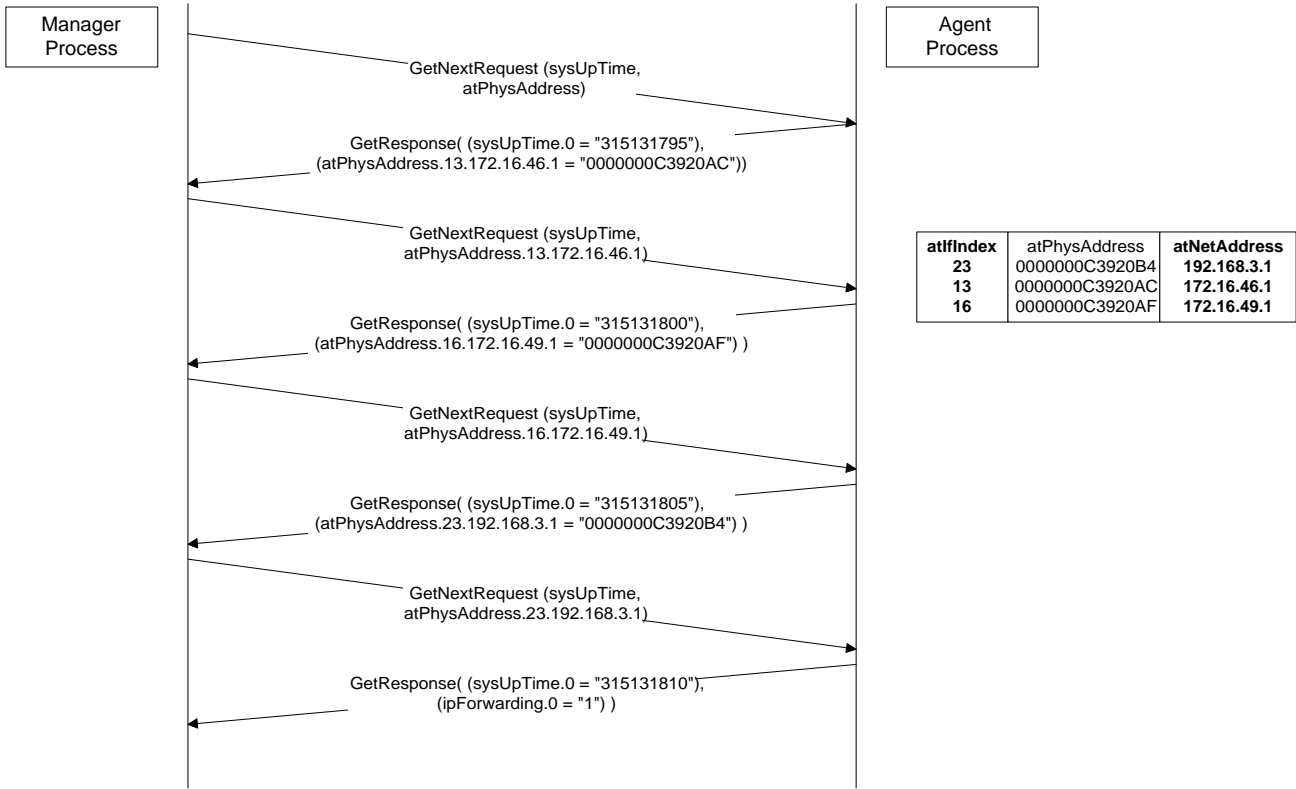 Manager
Process
Agent
Process
GetNextRequest (sysUpTime,
atPhysAddress)
GetResponse( (sysUpTime.0 = "315131795"),
(atPhysAddress.13.172.16.46.1 = "0000000C3920AC"))
GetNextRequest (sysUpTime,
atPhysAddress.13.172.16.46.1)
atIfIndex atPhysAddress atNetAddress
23 0000000C3920B4 192.168.3.1
13 0000000C3920AC 172.16.46.1
16 0000000C3920AF 172.16.49.1
GetResponse( (sysUpTime.0 = "315131800"),
(atPhysAddress.16.172.16.49.1 = "0000000C3920AF") )
GetNextRequest (sysUpTime,
atPhysAddress.16.172.16.49.1)
GetResponse( (sysUpTime.0 = "315131805"),
(atPhysAddress.23.192.168.3.1 = "0000000C3920B4") )
GetNextRequest (sysUpTime,
atPhysAddress.23.192.168.3.1)
GetResponse( (sysUpTime.0 = "315131810"),
(ipForwarding.0 = "1") )